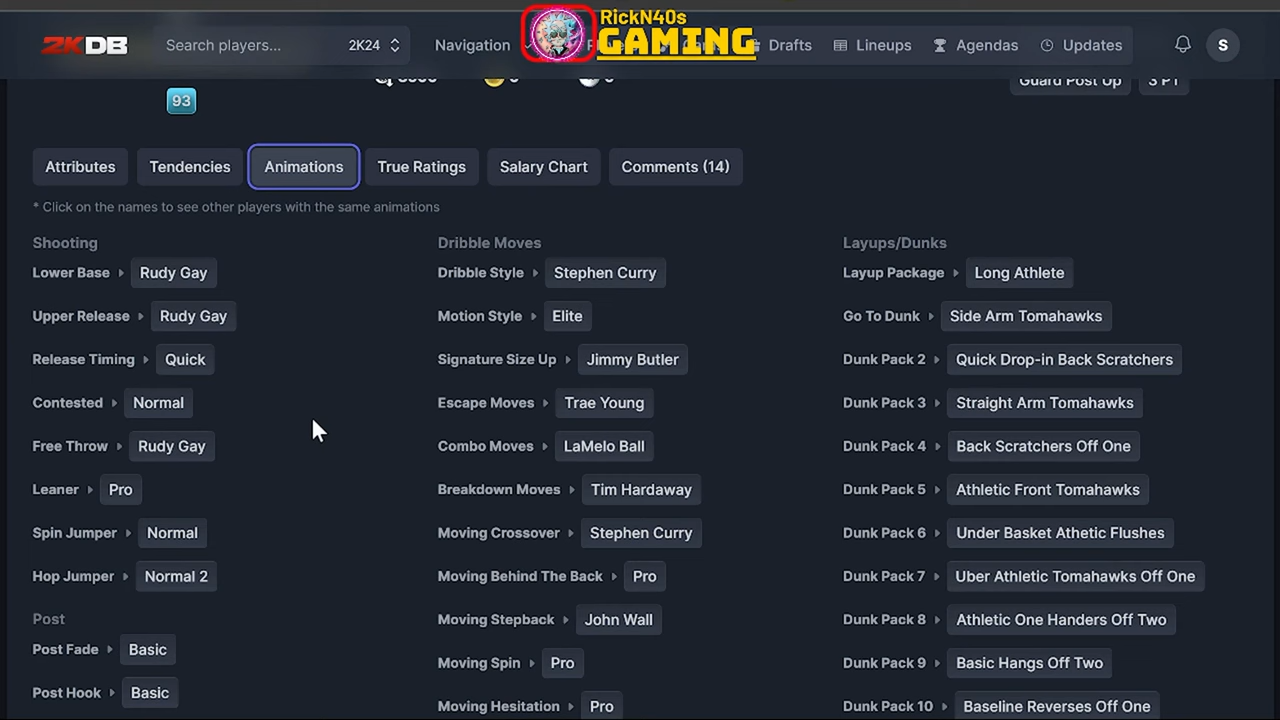 RickN40s
GAMING
2KDB
Search players...
2K24
Navigation
Drafts
Lineups
Agendas
Updates
S
93
Guard Post Up
3 PT
Attributes
Tendencies
Animations
True Ratings
Salary Chart
Comments (14)
* Click on the names to see other players with the same animations
Shooting
Lower Base Rudy Gay
Upper Release Rudy Gay
Release Timing Quick
Contested Normal
Free Throw Rudy Gay
Leaner Pro
Spin Jumper Normal
Hop Jumper Normal 2
Post
Post Fade Basic
Post Hook Basic
Dribble Moves
Dribble Style Stephen Curry
Motion Style Elite
Signature Size Up Jimmy Butler
Escape Moves Trae Young
Combo Moves LaMelo Ball
Breakdown Moves Tim Hardaway
Moving Crossover Stephen Curry
Moving Behind The Back Pro
Moving Stepback John Wall
Moving Spin Pro
Moving Hesitation Pro
Layups/Dunks
Layup Package Long Athlete
Go To Dunk Side Arm Tomahawks
Dunk Pack 2 Quick Drop-in Back Scratchers
Dunk Pack 3 Straight Arm Tomahawks
Dunk Pack 4 Back Scratchers Off One
Dunk Pack 5 Athletic Front Tomahawks
Dunk Pack 6 Under Basket Athetic Flushes
Dunk Pack 7 Uber Athletic Tomahawks Off One
Dunk Pack 8 Athletic One Handers Off Two
Dunk Pack 9 Basic Hangs Off Two
Dunk Pack 10 Baseline Reverses Off One